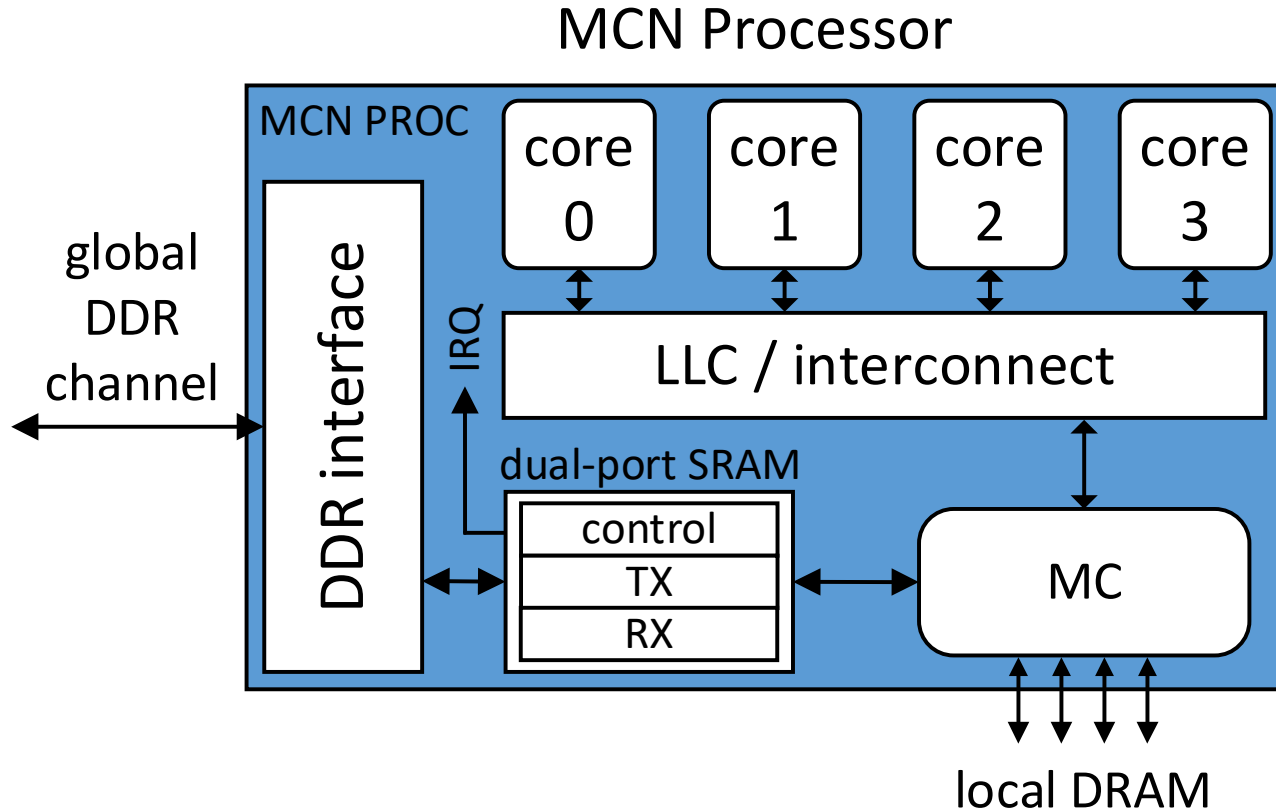 MCN Processor
MCN PROC
core
0
core
1
core
2
core
3
global
DDR
channel
DDR interface
IRQ
LLC / interconnect
dual-port SRAM
control
TX
RX
MC
local DRAM